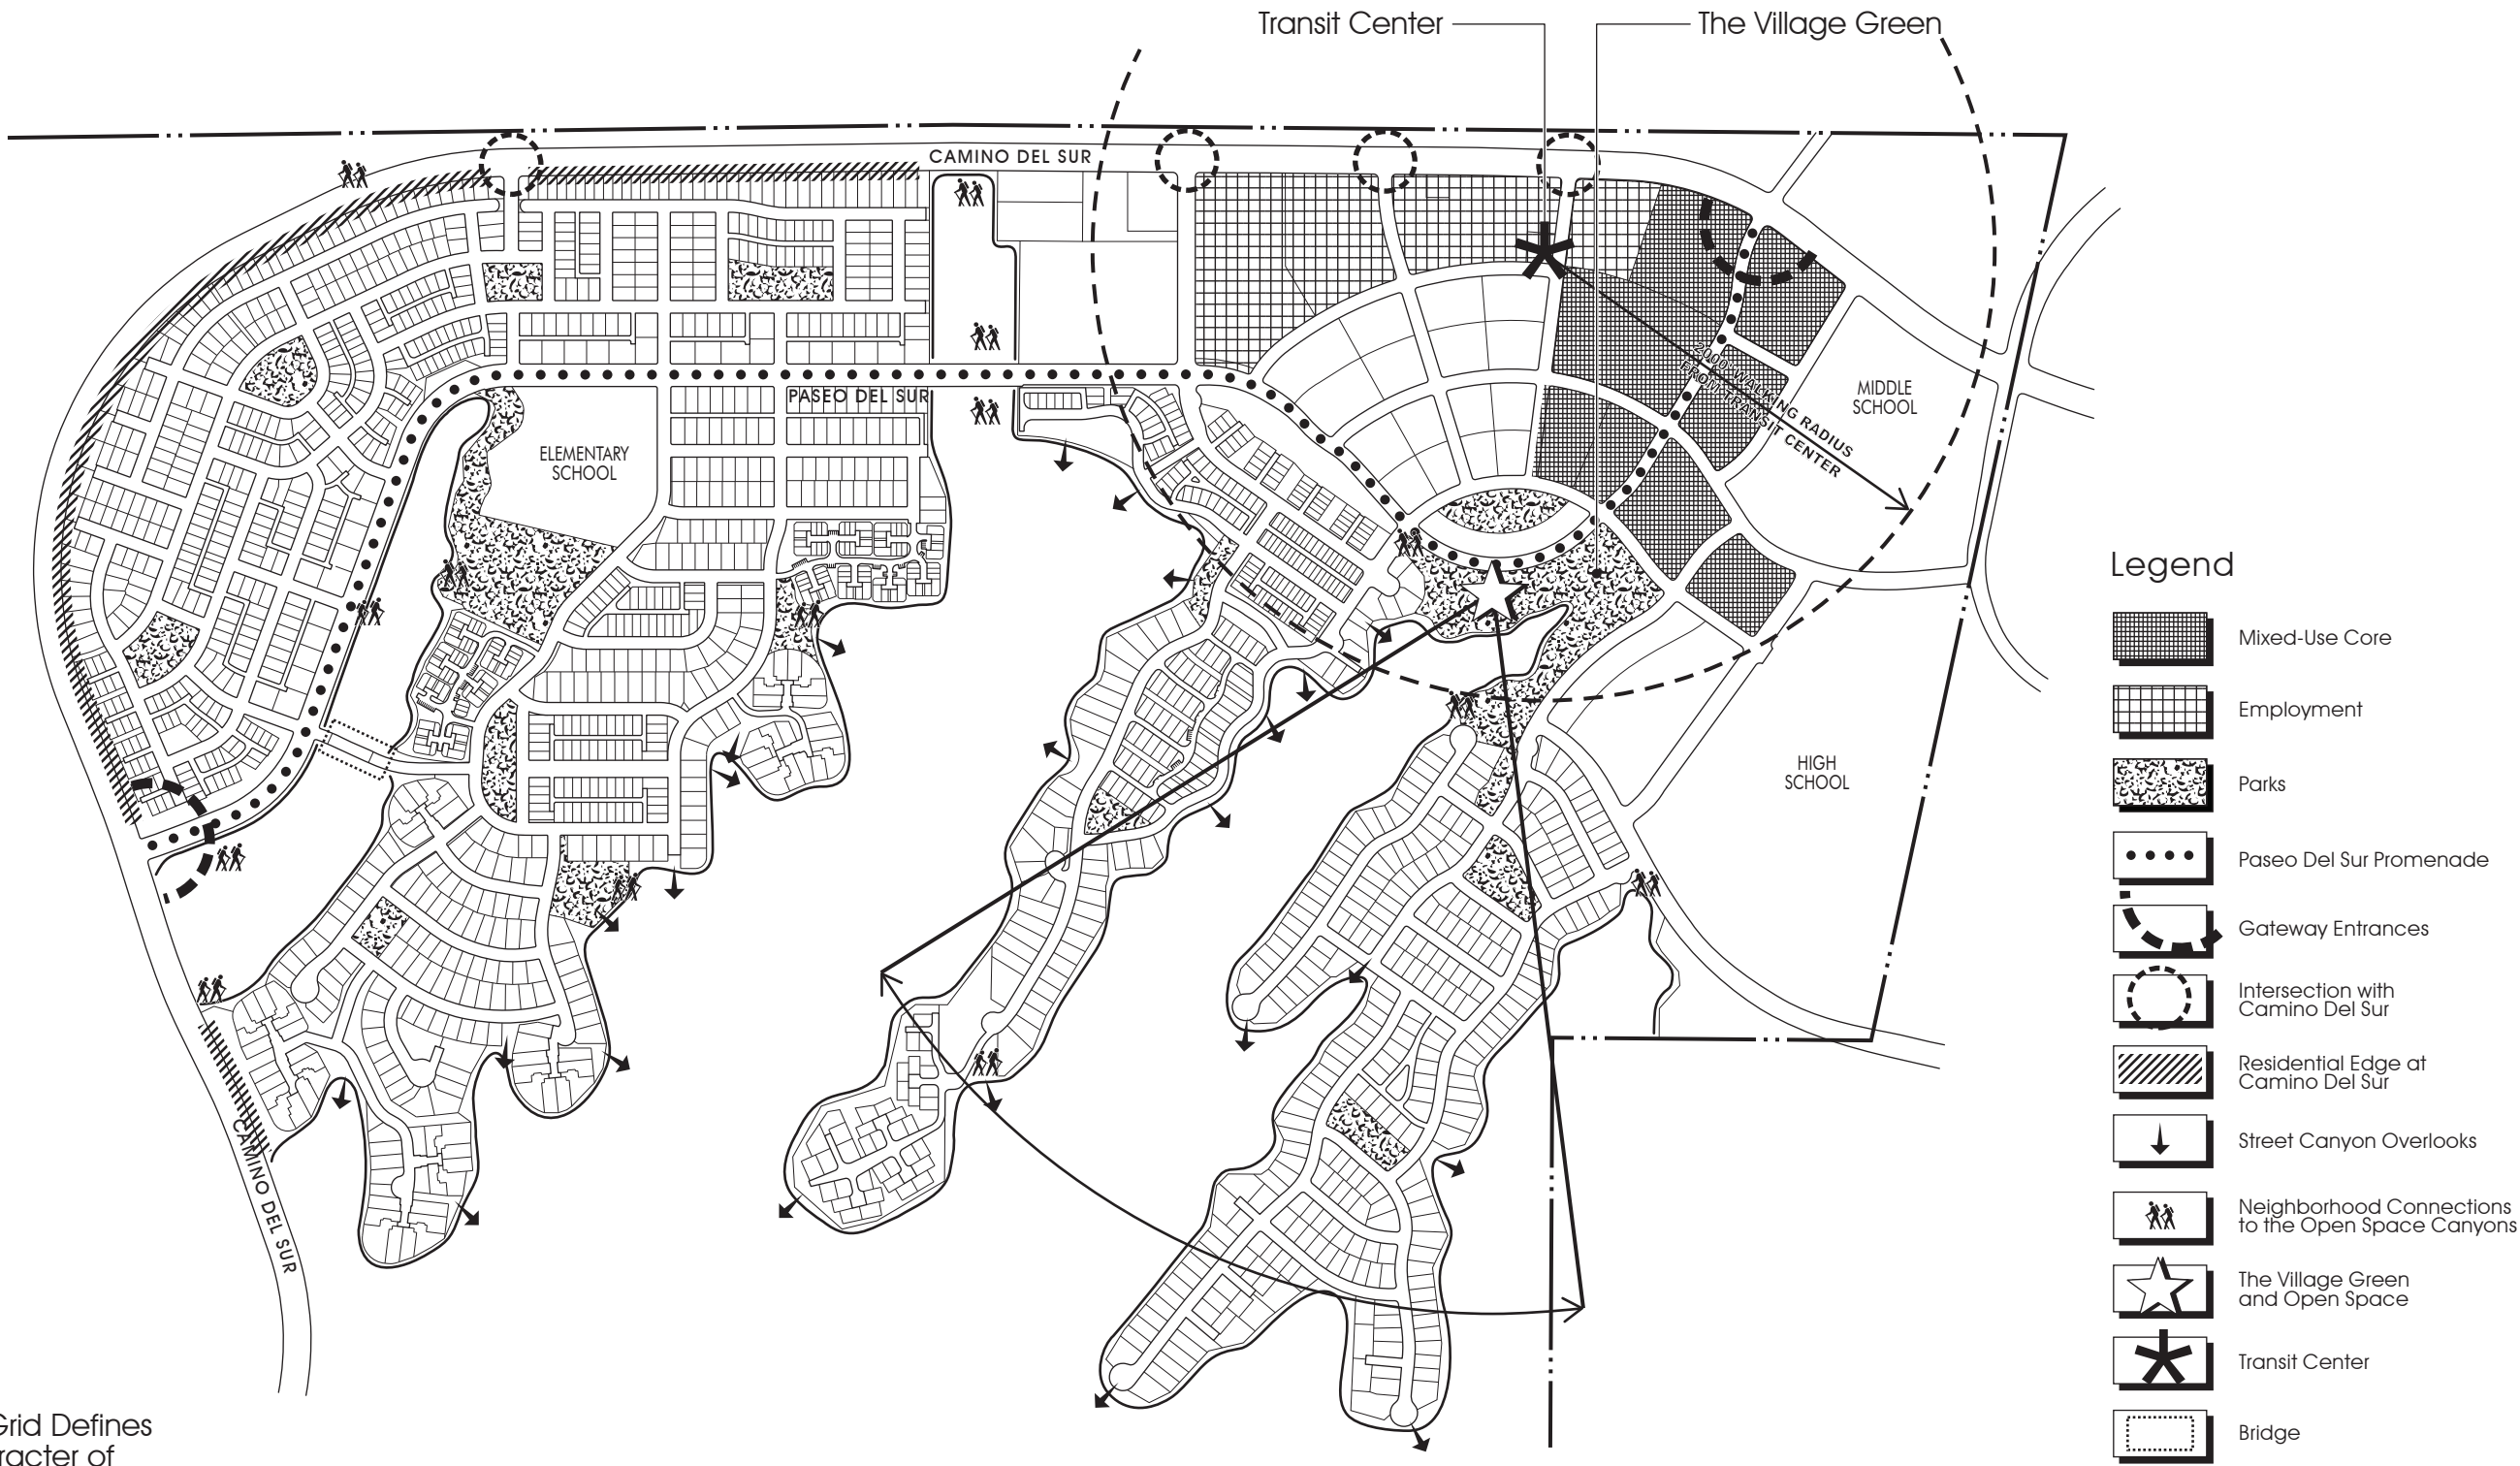 Transit Center
The Village Green
CAMINO DEL SUR
PASEO DEL SUR
ELEMENTARY
SCHOOL
2000' WALKING RADIUS
FROM TRANSIT CENTER
MIDDLE
SCHOOL
HIGH
SCHOOL
CAMINO DEL SUR
Legend
Mixed-Use Core
Employment
Parks
Paseo Del Sur Promenade
Gateway Entrances
Intersection with
Camino Del Sur
Residential Edge at
Camino Del Sur
Street Canyon Overlooks
Neighborhood Connections
to the Open Space Canyons
The Village Green
and Open Space
Transit Center
Bridge
Grid Defines
racter of